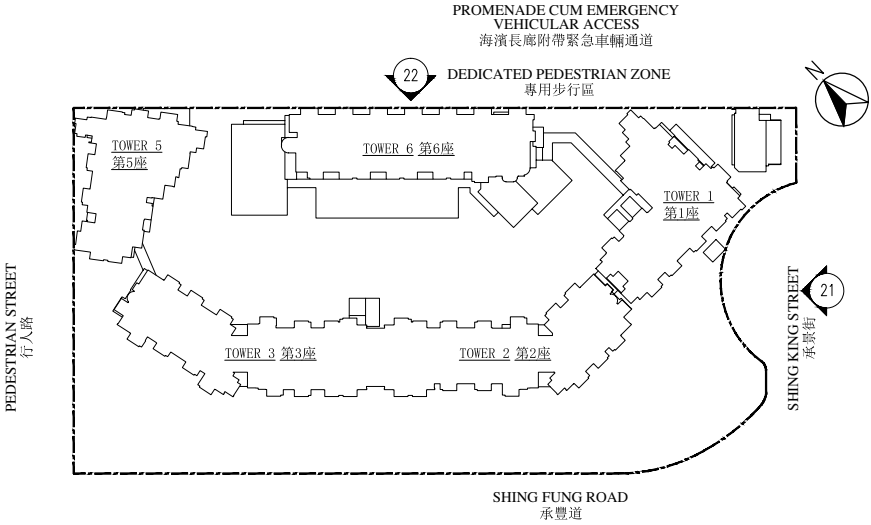 PROMENADE CUM EMERGENCY
VEHICULAR ACCESS
海濱長廊附帶緊急車輛通道
22
DEDICATED PEDESTRIAN ZONE
專用步行區
N
TOWER 5
第5座
TOWER 6 第6座
TOWER 1
第1座
PEDESTRIAN STREET
行人路
SHING KING STREET
承景街
21
TOWER 3 第3座
TOWER 2 第2座
SHING FUNG ROAD
承豐道